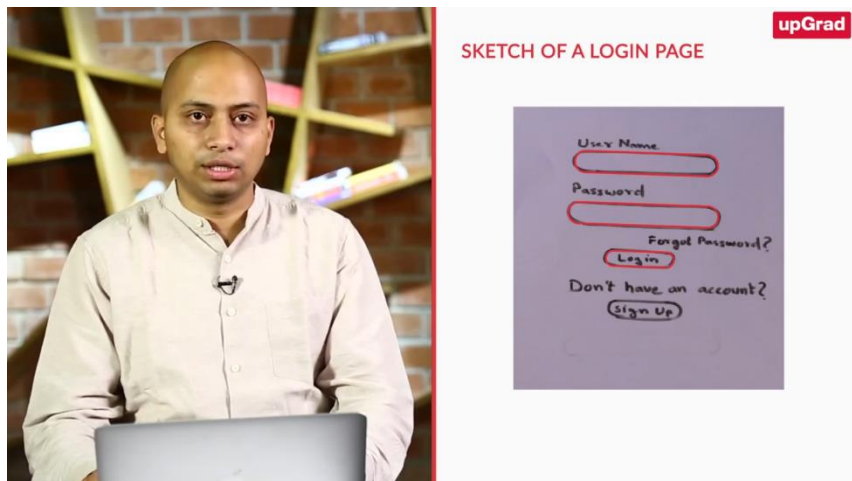 upGrad
SKETCH OF A LOGIN PAGE
User Name
Password
Forgot Password?
Login
Don't have an account?
Sign Up